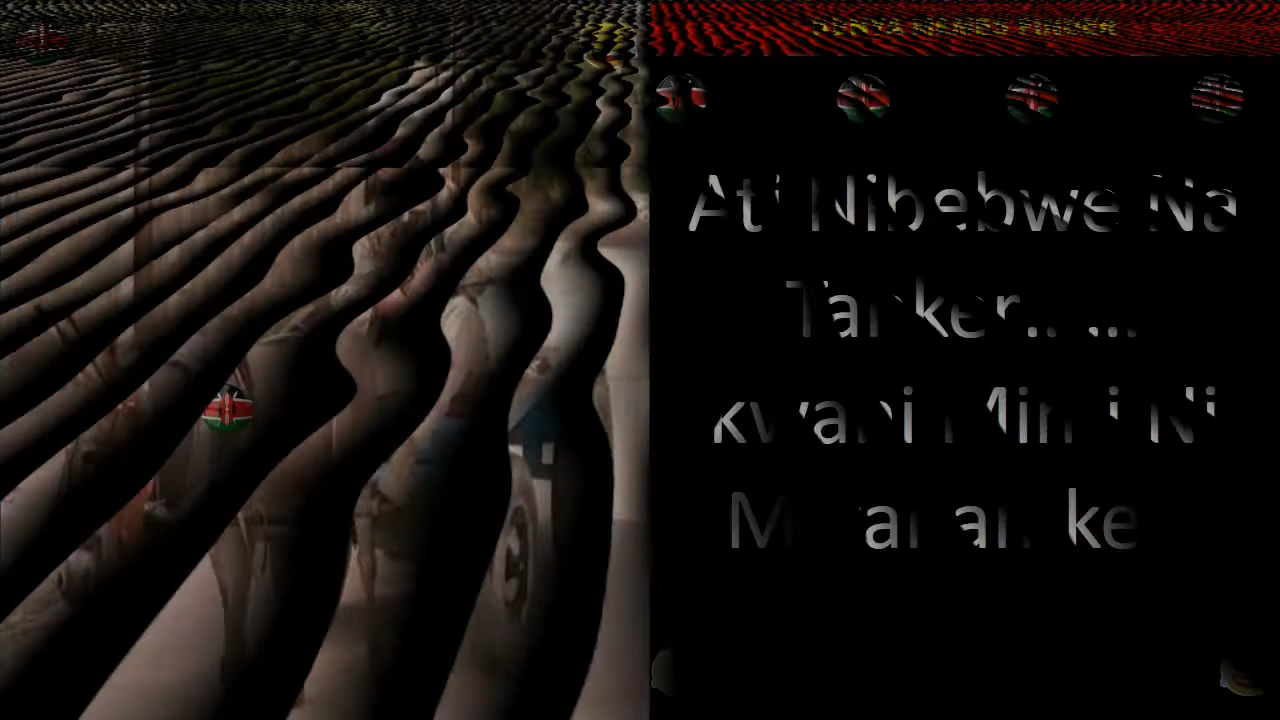 Ati Nibebwe Na
Tanker......
kwani Mimi Ni
Mwanamke